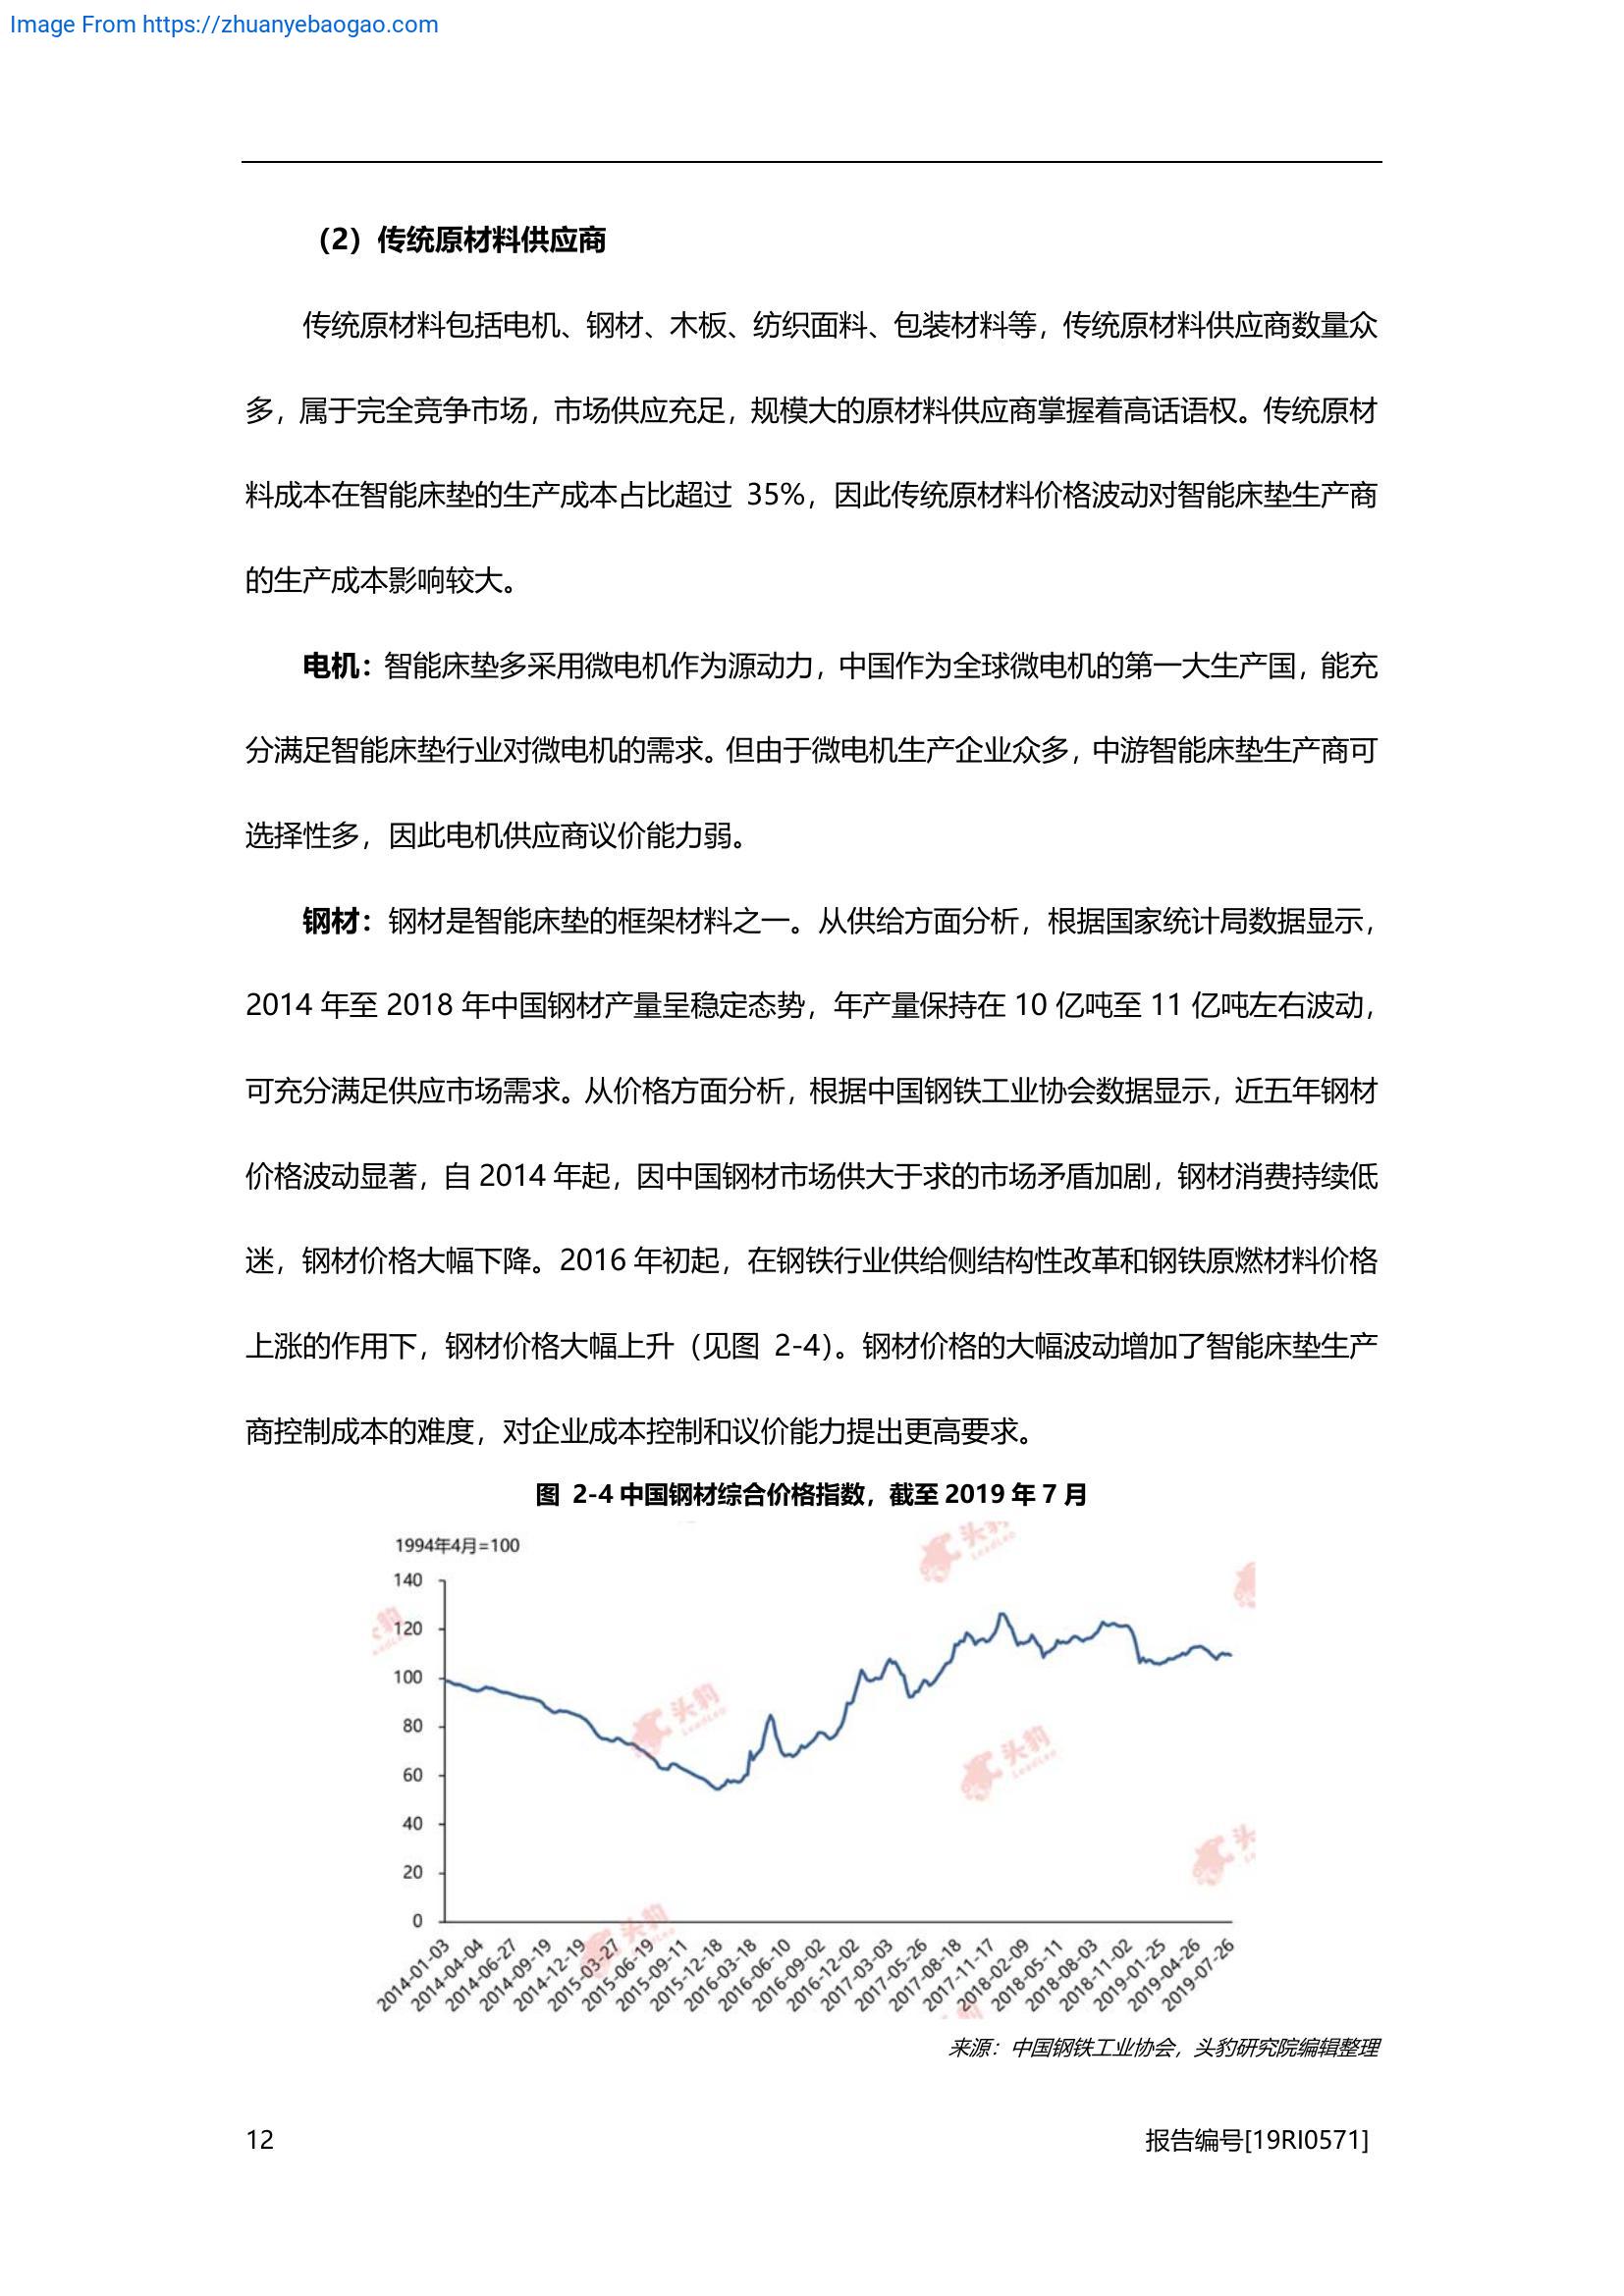 Image From https://zhuanyebaogao.com
（2）传统原材料供应商
传统原材料包括电机、钢材、木板、纺织面料、包装材料等，传统原材料供应商数量众
多，属于完全竞争市场，市场供应充足，规模大的原材料供应商掌握着高话语权。传统原材
料成本在智能床垫的生产成本占比超过 35%，因此传统原材料价格波动对智能床垫生产商
的生产成本影响较大。
电机：智能床垫多采用微电机作为源动力，中国作为全球微电机的第一大生产国，能充
分满足智能床垫行业对微电机的需求。但由于微电机生产企业众多，中游智能床垫生产商可
选择性多，因此电机供应商议价能力弱。
钢材：钢材是智能床垫的框架材料之一。从供给方面分析，根据国家统计局数据显示，
2014 年至 2018 年中国钢材产量呈稳定态势，年产量保持在 10 亿吨至 11 亿吨左右波动，
可充分满足供应市场需求。从价格方面分析，根据中国钢铁工业协会数据显示，近五年钢材
价格波动显著，自 2014 年起，因中国钢材市场供大于求的市场矛盾加剧，钢材消费持续低
迷，钢材价格大幅下降。2016 年初起，在钢铁行业供给侧结构性改革和钢铁原燃材料价格
上涨的作用下，钢材价格大幅上升（见图 2-4）。钢材价格的大幅波动增加了智能床垫生产
商控制成本的难度，对企业成本控制和议价能力提出更高要求。
图 2-4 中国钢材综合价格指数，截至 2019 年 7 月
1994年4月=100
140
120
100
80
60
40
20
0
2014-01-03
2014-04-04
2014-06-27
2014-09-19
2014-12-19
2015-03-27
2015-06-19
2015-09-11
2015-12-18
2016-03-18
2016-06-10
2016-09-02
2016-12-02
2017-03-03
2017-05-26
2017-08-18
2017-11-17
2018-02-09
2018-05-11
2018-08-03
2018-11-02
2019-01-25
2019-04-26
2019-07-26
头豹
LeadLeo
头豹
LeadLeo
头豹
LeadLeo
头豹
来源：中国钢铁工业协会，头豹研究院编辑整理
12
报告编号[19RI0571]